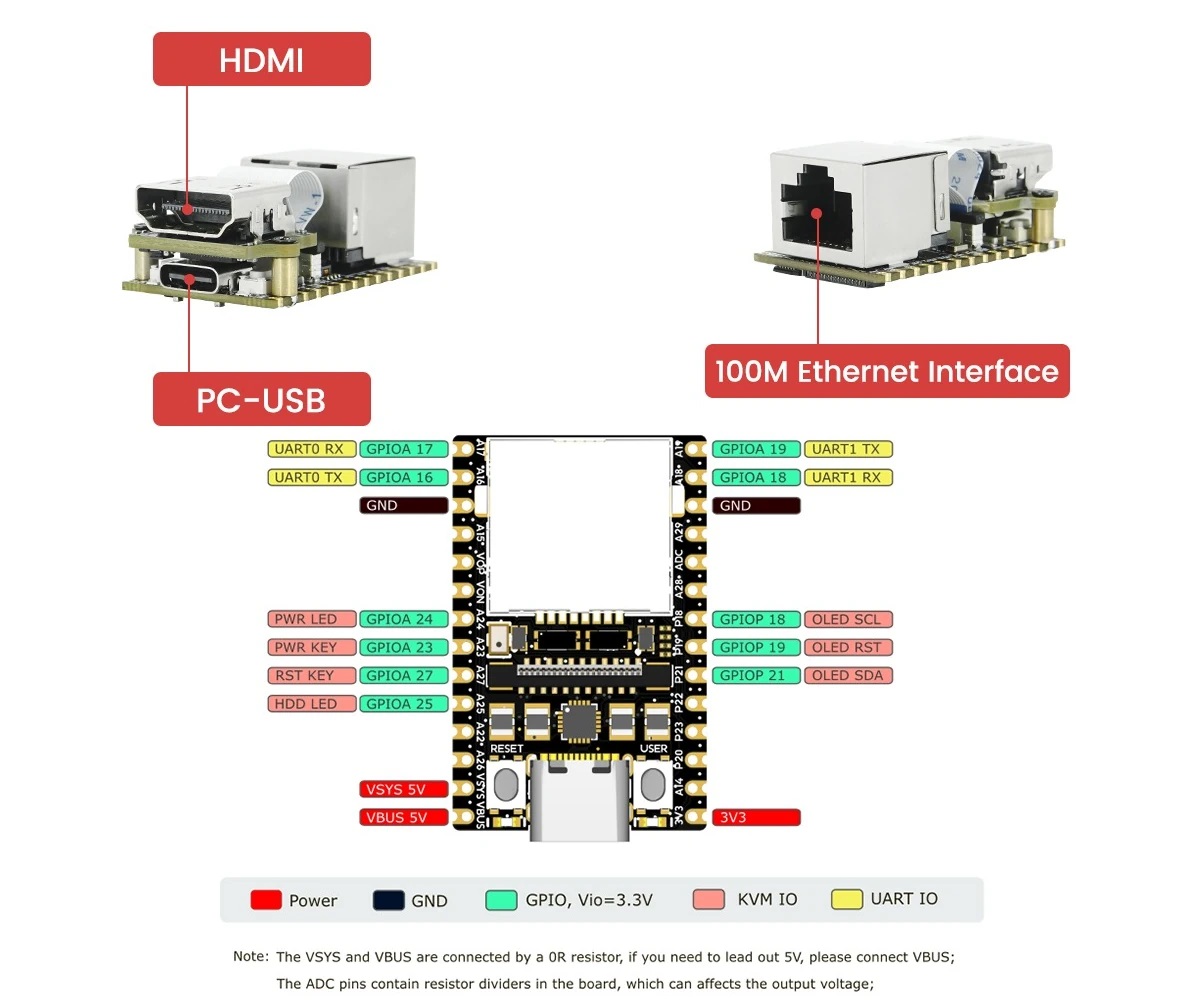 HDMI
PC-USB
100M Ethernet Interface
UART0 RX GPIOA 17 A17 A19 GPIOA 19 UART1 TX
UART0 TX GPIOA 16 A16 A18 GPIOA 18 UART1 RX
GND GND
A15 A29
VOP ADC
VON A28
PWR LED GPIOA 24 A24 P18 GPIOP 18 OLED SCL
PWR KEY GPIOA 23 A23 P19 GPIOP 19 OLED RST
RST KEY GPIOA 27 A27 P21 GPIOP 21 OLED SDA
HDD LED GPIOA 25 A25 P22
A22 P23
RESET USER
A26 P20
VSYS 5V VSYS A14
VBUS 5V VBUS 3V3 3V3
Power GND GPIO, Vio=3.3V KVM IO UART IO
Note: The VSYS and VBUS are connected by a 0R resistor, if you need to lead out 5V, please connect VBUS;
The ADC pins contain resistor dividers in the board, which can affects the output voltage;